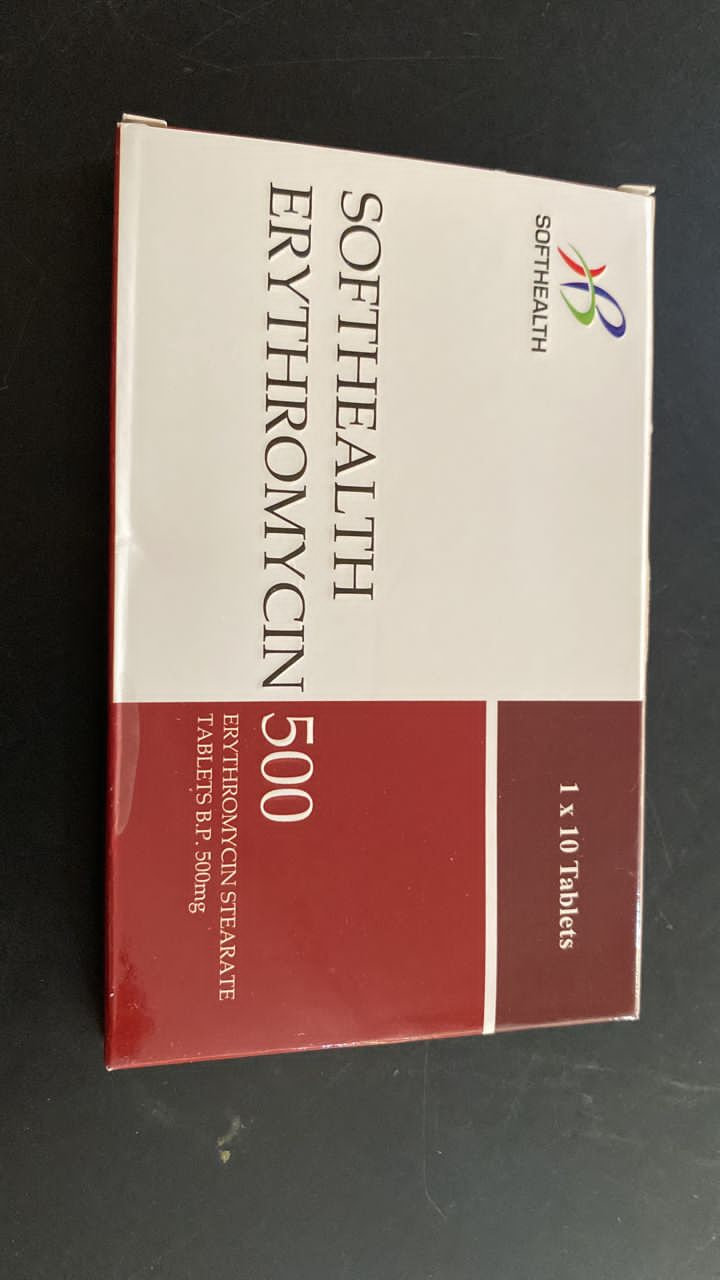 SOFTHEALTH
1 x 10 Tablets
SOFTHEALTH
ERYTHROMYCIN 500
ERYTHROMYCIN STEARATE
TABLETS B.P. 500mg